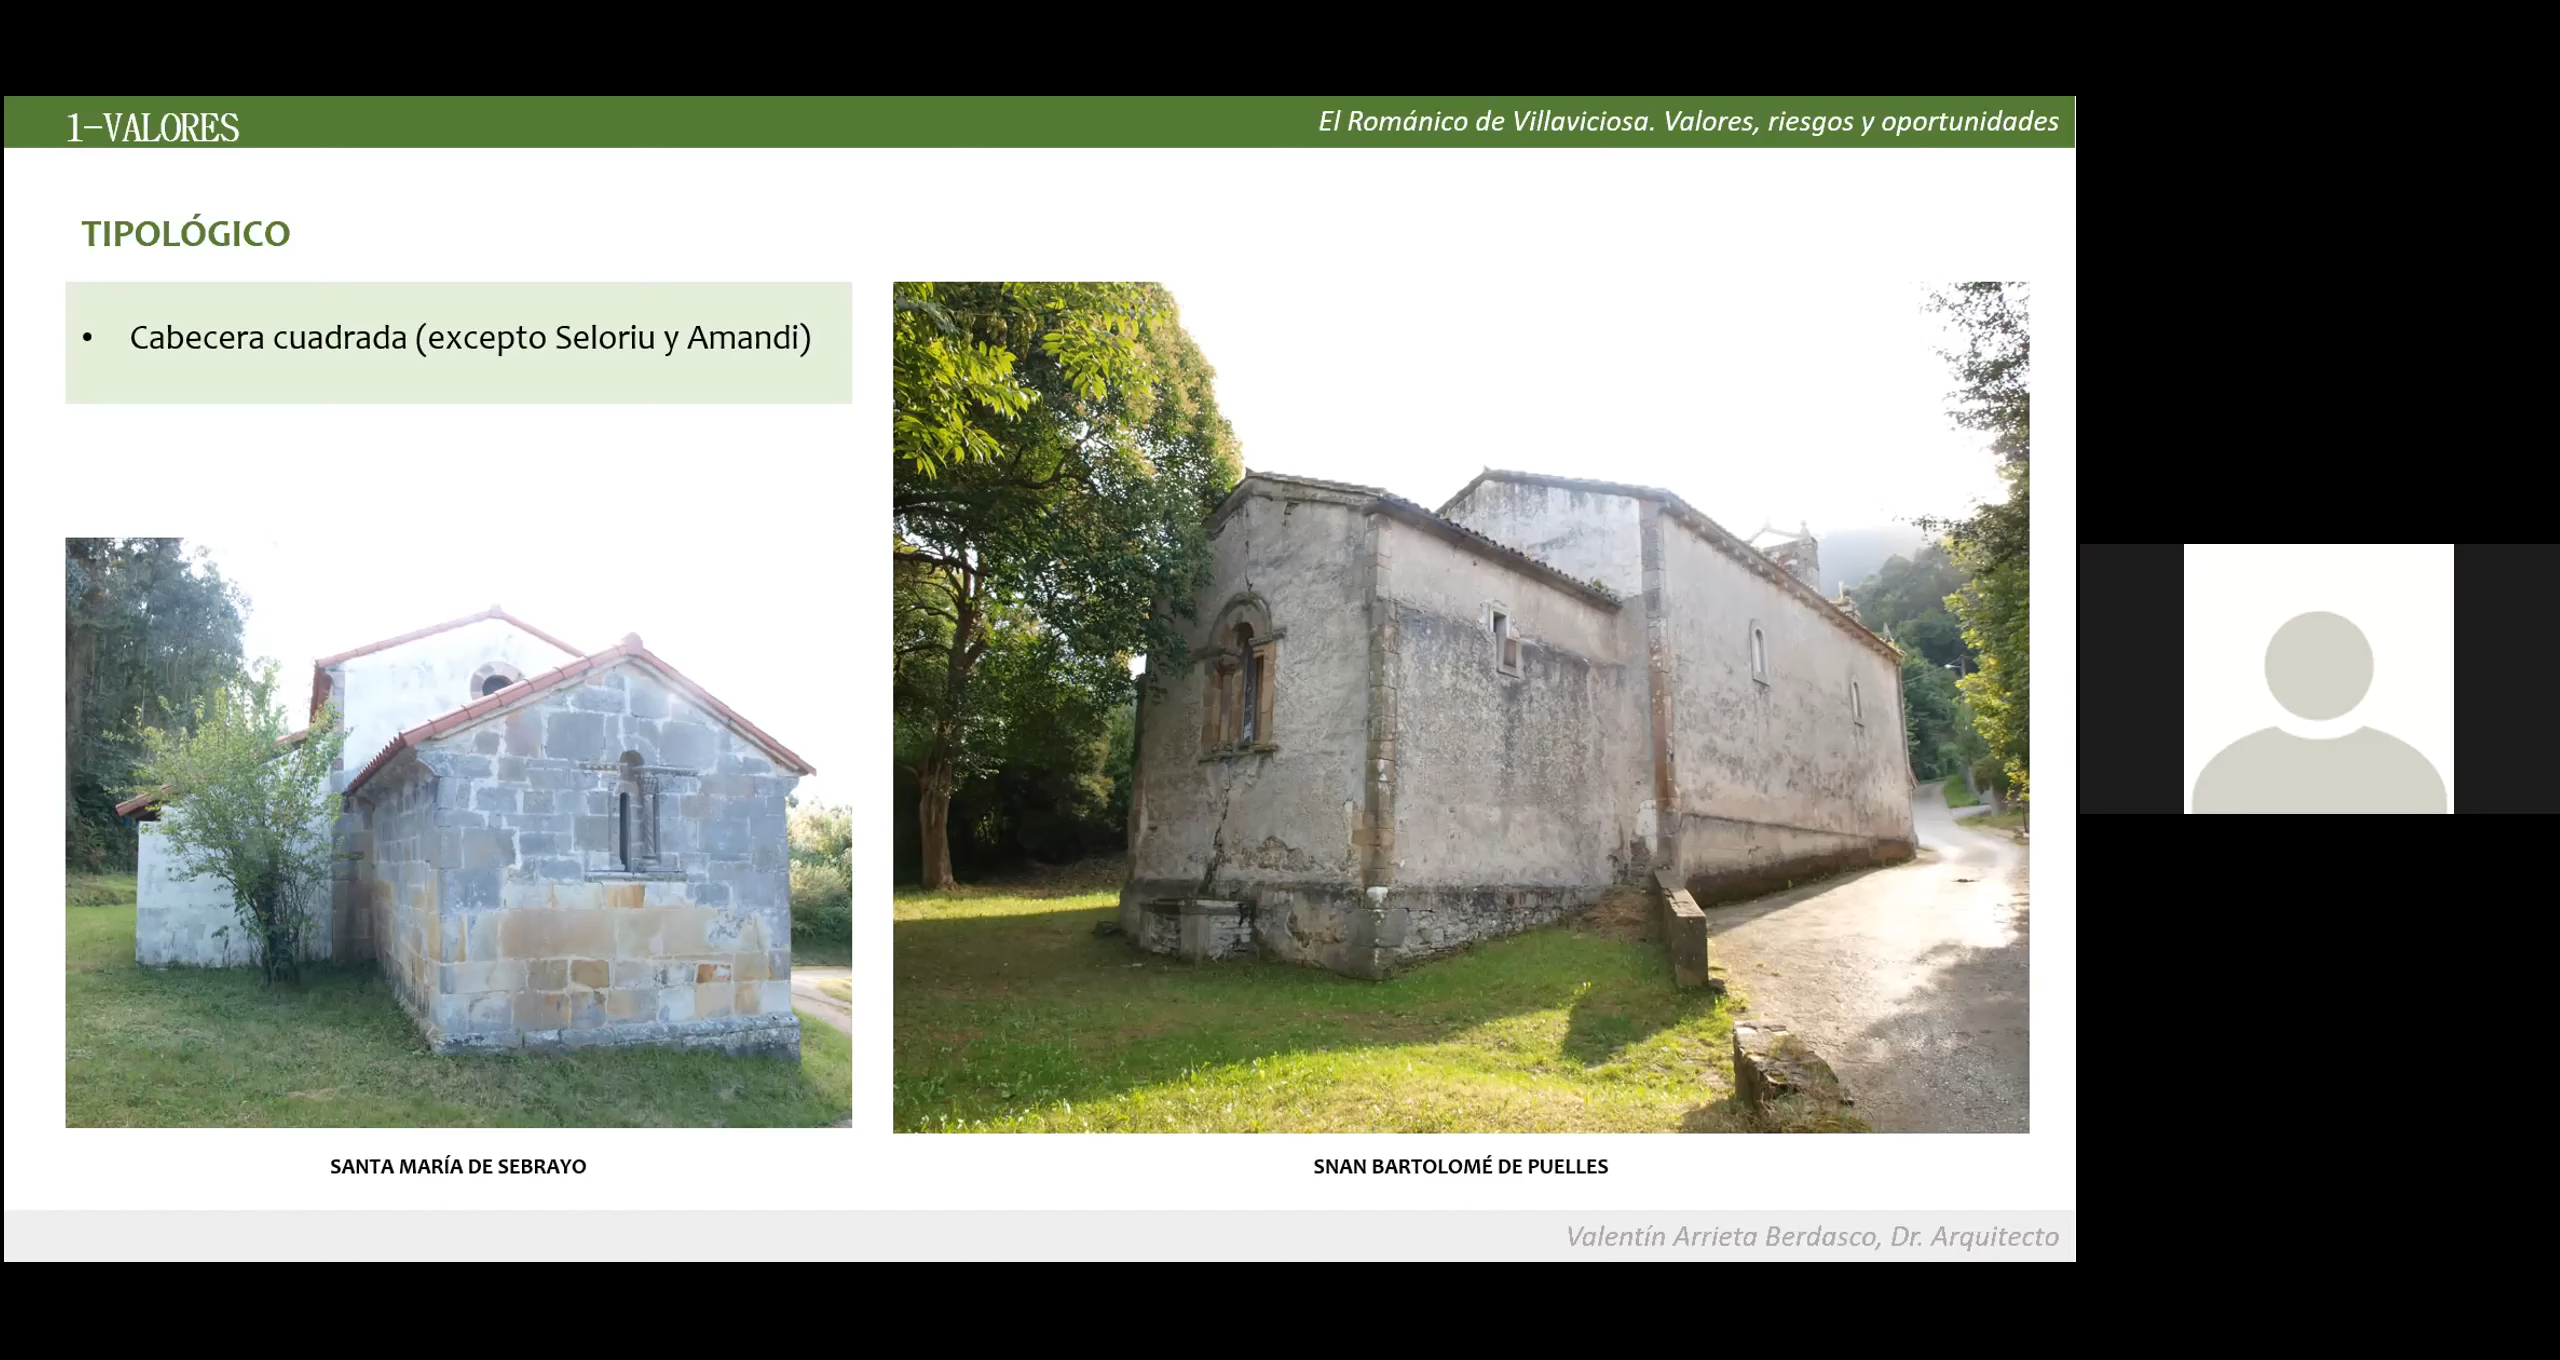 1-VALORES
El Románico de Villaviciosa. Valores, riesgos y oportunidades
TIPOLÓGICO
• Cabecera cuadrada (excepto Seloriu y Amandi)
SANTA MARÍA DE SEBRAYO
SNAN BARTOLOMÉ DE PUELLES
Valentín Arrieta Berdasco, Dr. Arquitecto